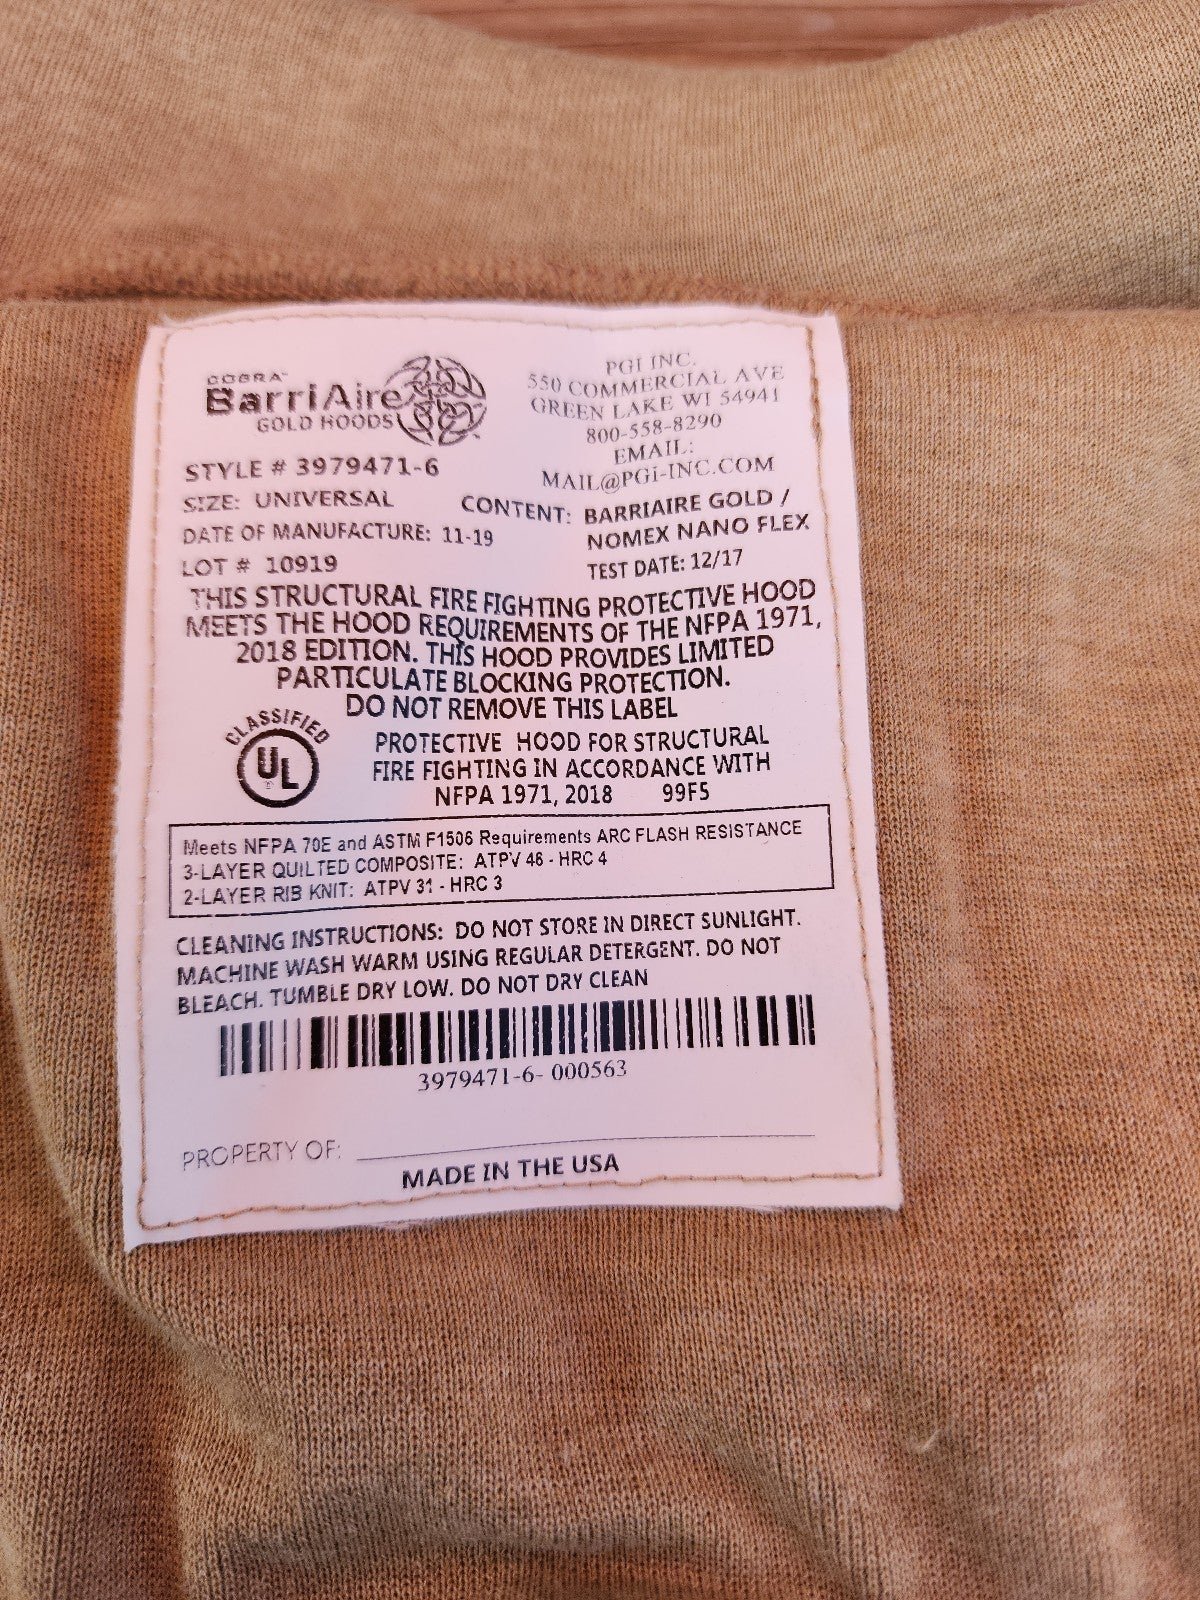 COBRA™
BarriAire
GOLD HOODS
PGI INC.
550 COMMERCIAL AVE
GREEN LAKE WI 54941
800-558-8290
EMAIL:
MAIL@PGi-INC.COM
STYLE # 3979471-6
SIZE: UNIVERSAL
CONTENT: BARRIAIRE GOLD /
NOMEX NANO FLEX
DATE OF MANUFACTURE: 11-19
LOT # 10919
TEST DATE: 12/17
THIS STRUCTURAL FIRE FIGHTING PROTECTIVE HOOD
MEETS THE HOOD REQUIREMENTS OF THE NFPA 1971,
2018 EDITION. THIS HOOD PROVIDES LIMITED
PARTICULATE BLOCKING PROTECTION.
DO NOT REMOVE THIS LABEL
CLASSIFIED
UL
PROTECTIVE HOOD FOR STRUCTURAL
FIRE FIGHTING IN ACCORDANCE WITH
NFPA 1971, 2018 99F5
Meets NFPA 70E and ASTM F1506 Requirements ARC FLASH RESISTANCE
3-LAYER QUILTED COMPOSITE: ATPV 46 - HRC 4
2-LAYER RIB KNIT: ATPV 31 - HRC 3
CLEANING INSTRUCTIONS: DO NOT STORE IN DIRECT SUNLIGHT.
MACHINE WASH WARM USING REGULAR DETERGENT. DO NOT
BLEACH. TUMBLE DRY LOW. DO NOT DRY CLEAN
3979471-6- 000563
PROPERTY OF:
MADE IN THE USA